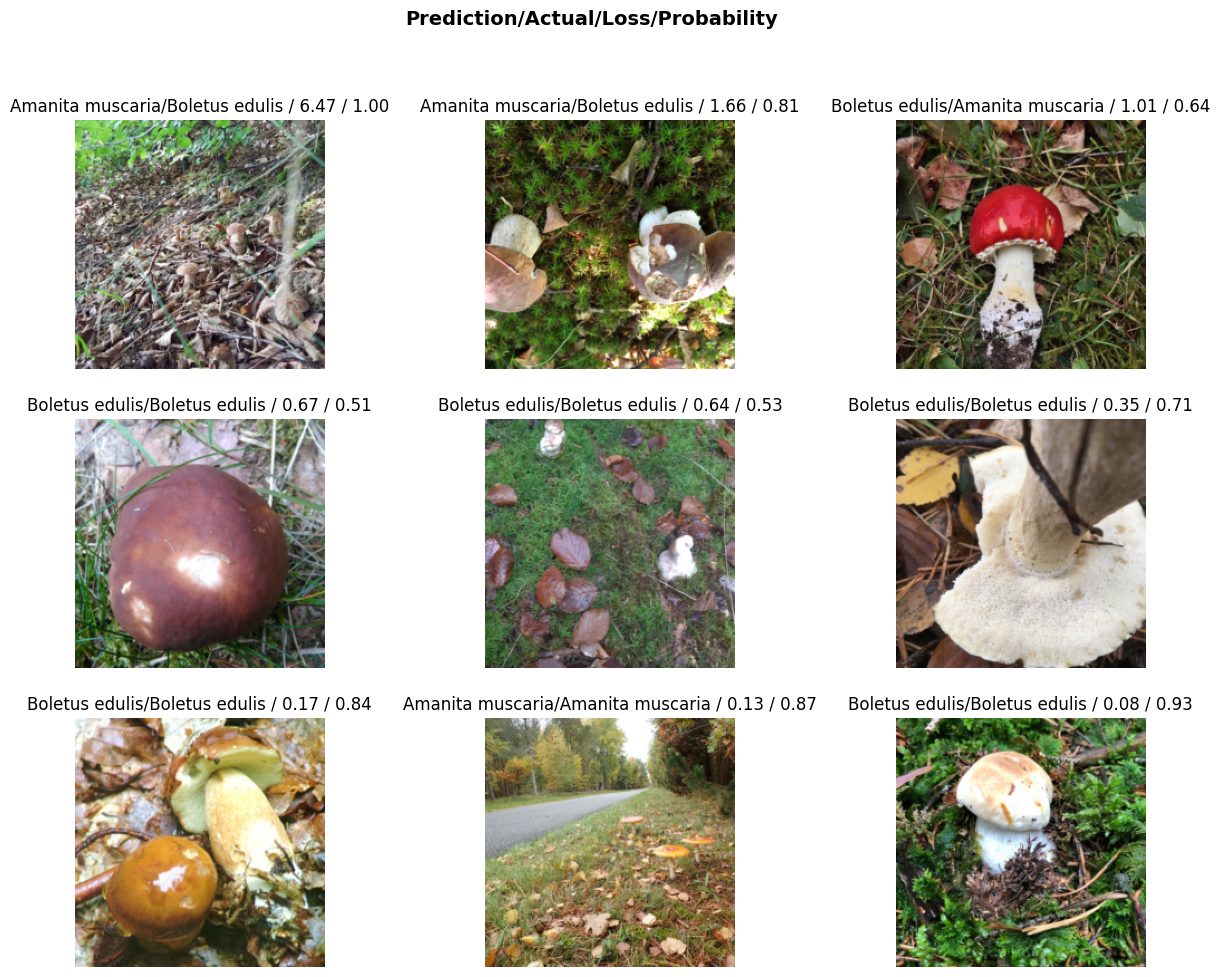 Prediction/Actual/Loss/Probability
Amanita muscaria/Boletus edulis / 6.47 / 1.00
Amanita muscaria/Boletus edulis / 1.66 / 0.81
Boletus edulis/Amanita muscaria / 1.01 / 0.64
Boletus edulis/Boletus edulis / 0.67 / 0.51
Boletus edulis/Boletus edulis / 0.64 / 0.53
Boletus edulis/Boletus edulis / 0.35 / 0.71
Boletus edulis/Boletus edulis / 0.17 / 0.84
Amanita muscaria/Amanita muscaria / 0.13 / 0.87
Boletus edulis/Boletus edulis / 0.08 / 0.93